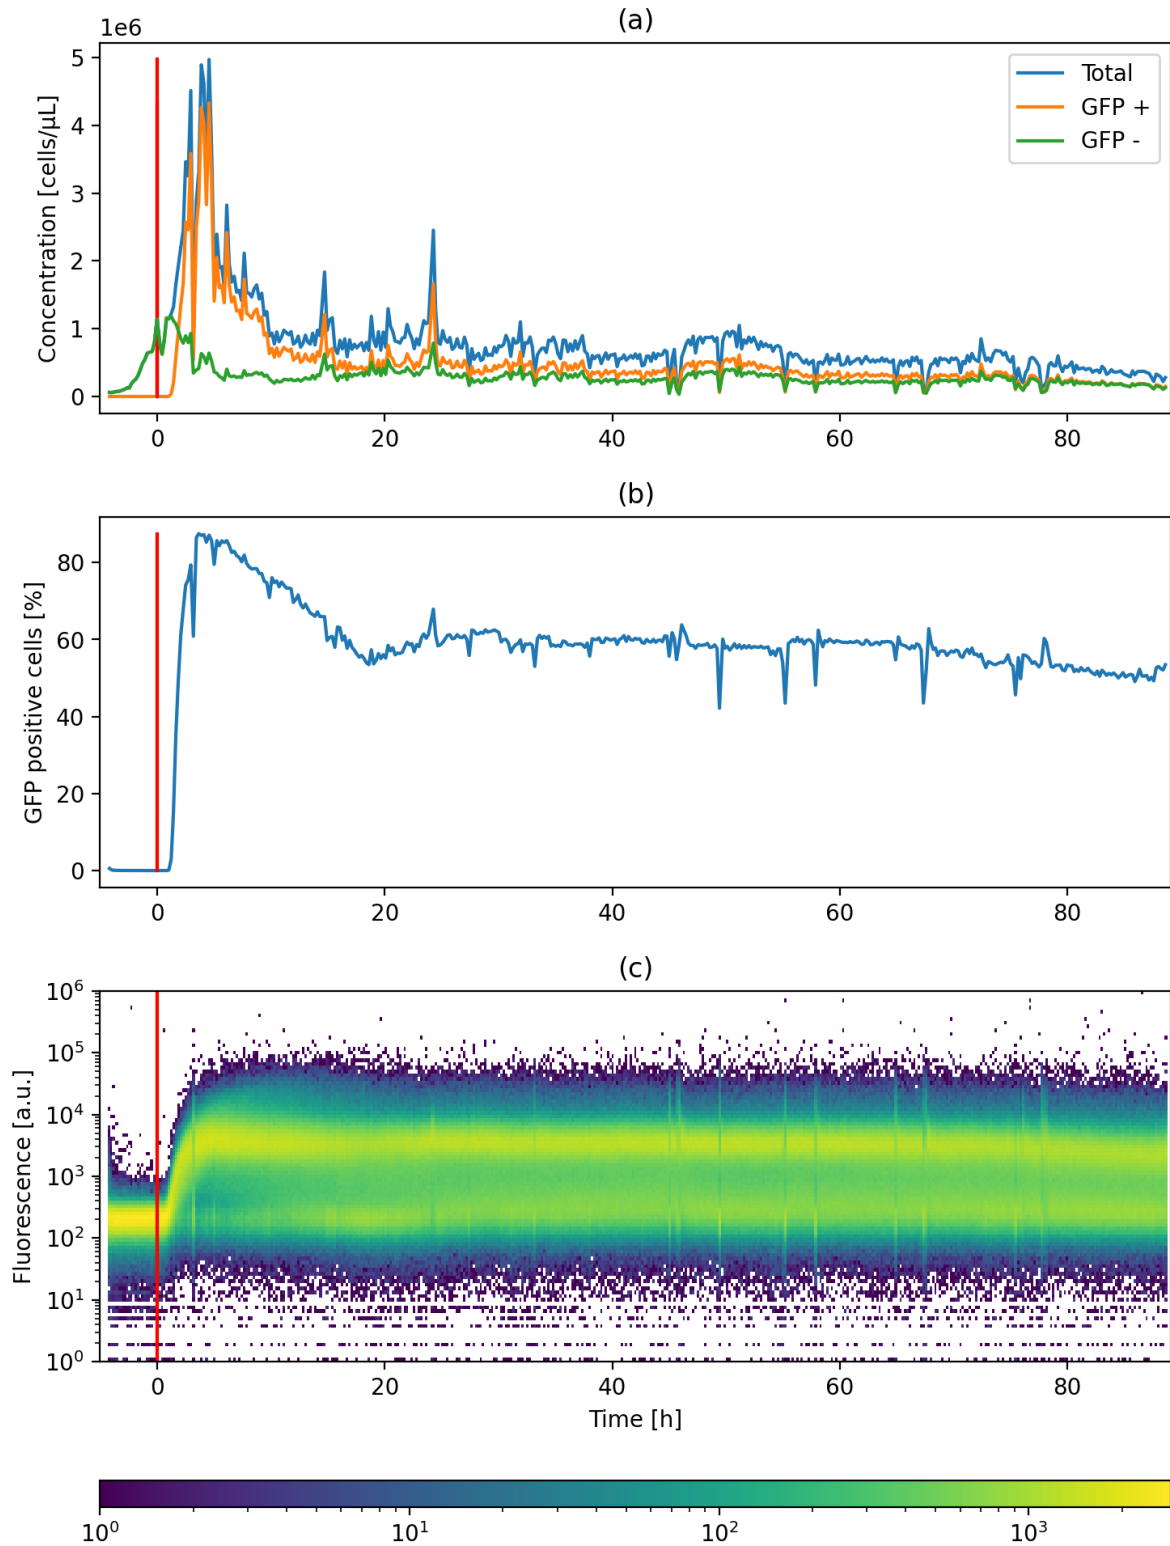 (a)
1e6
Concentration [cells/µL]
5
4
3
2
1
0
Total
GFP +
GFP -
0 20 40 60 80
(b)
GFP positive cells [%]
80
60
40
20
0
0 20 40 60 80
(c)
Fluorescence [a.u.]
10⁶
10⁵
10⁴
10³
10²
10¹
10⁰
0 20 40 60 80
Time [h]
10⁰ 10¹ 10² 10³